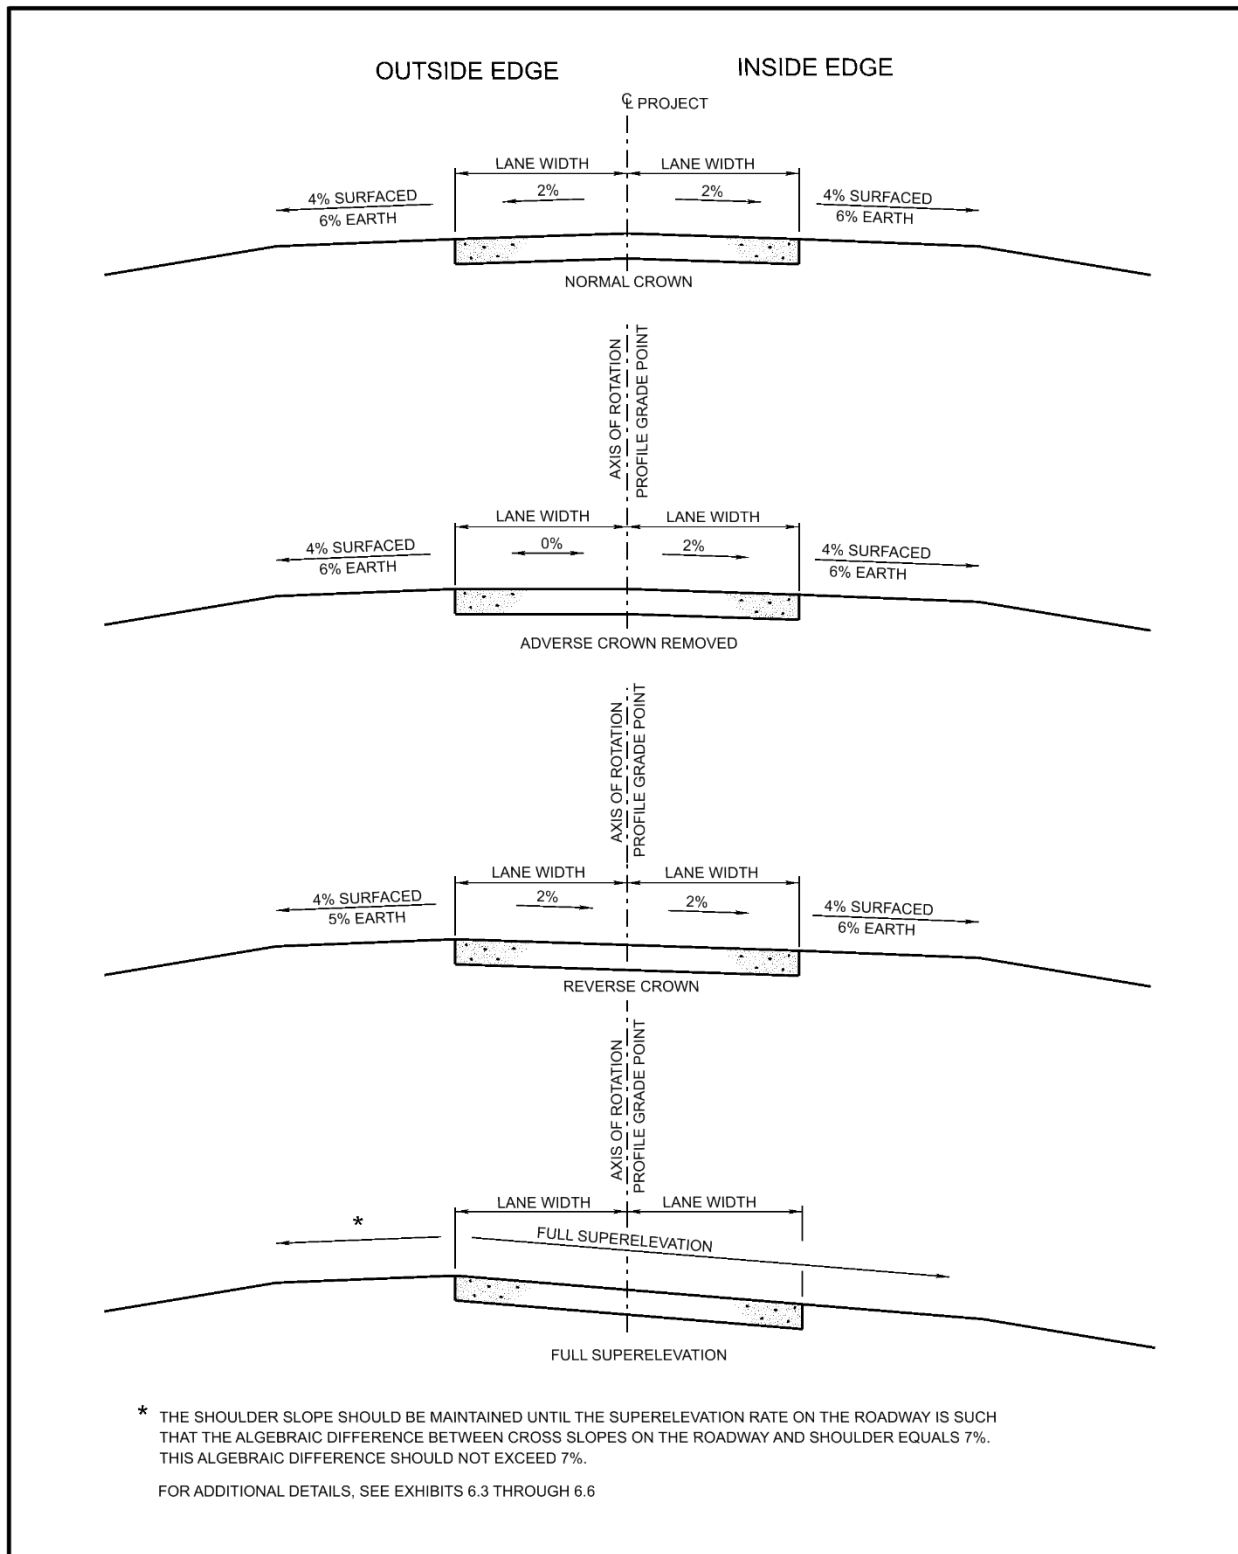 OUTSIDE EDGE
INSIDE EDGE
℄ PROJECT
LANE WIDTH
LANE WIDTH
4% SURFACED
6% EARTH
2%
2%
4% SURFACED
6% EARTH
NORMAL CROWN
AXIS OF ROTATION
PROFILE GRADE POINT
LANE WIDTH
LANE WIDTH
4% SURFACED
6% EARTH
0%
2%
4% SURFACED
6% EARTH
ADVERSE CROWN REMOVED
AXIS OF ROTATION
PROFILE GRADE POINT
LANE WIDTH
LANE WIDTH
4% SURFACED
5% EARTH
2%
2%
4% SURFACED
6% EARTH
REVERSE CROWN
AXIS OF ROTATION
PROFILE GRADE POINT
LANE WIDTH
LANE WIDTH
*
FULL SUPERELEVATION
FULL SUPERELEVATION
* THE SHOULDER SLOPE SHOULD BE MAINTAINED UNTIL THE SUPERELEVATION RATE ON THE ROADWAY IS SUCH
THAT THE ALGEBRAIC DIFFERENCE BETWEEN CROSS SLOPES ON THE ROADWAY AND SHOULDER EQUALS 7%.
THIS ALGEBRAIC DIFFERENCE SHOULD NOT EXCEED 7%.
FOR ADDITIONAL DETAILS, SEE EXHIBITS 6.3 THROUGH 6.6